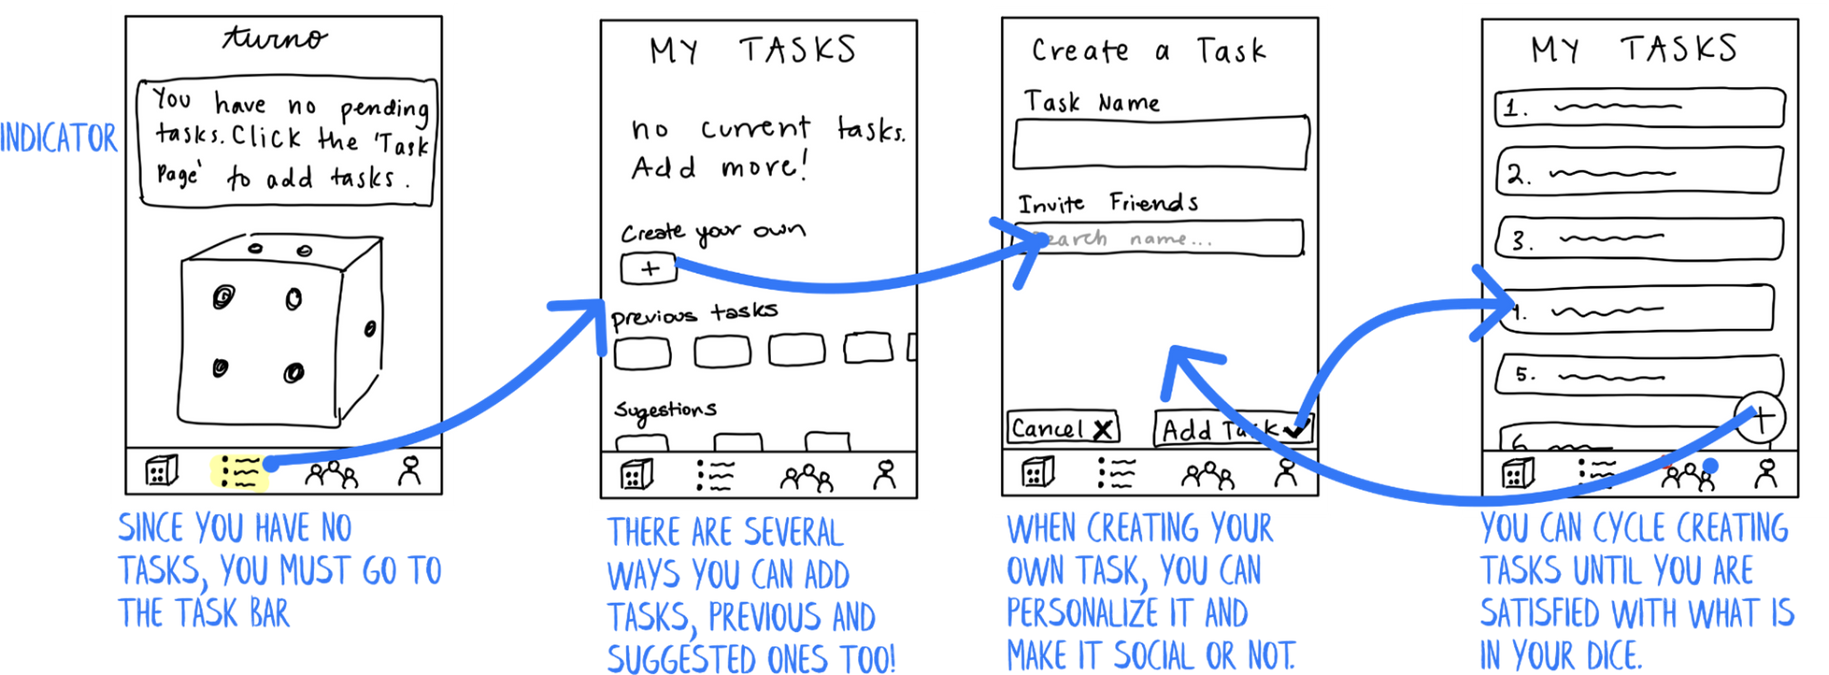 turno
You have no pending
tasks. Click the 'Task
Page' to add tasks.
INDICATOR
SINCE YOU HAVE NO
TASKS, YOU MUST GO TO
THE TASK BAR
MY TASKS
no current tasks.
Add more!
Create your own
+
previous tasks
Sugestions
THERE ARE SEVERAL
WAYS YOU CAN ADD
TASKS, PREVIOUS AND
SUGGESTED ONES TOO!
Create a Task
Task Name
Invite Friends
Search name...
Cancel X
Add Task ✓
WHEN CREATING YOUR
OWN TASK, YOU CAN
PERSONALIZE IT AND
MAKE IT SOCIAL OR NOT.
MY TASKS
1.
2.
3.
4.
5.
6
+
YOU CAN CYCLE CREATING
TASKS UNTIL YOU ARE
SATISFIED WITH WHAT IS
IN YOUR DICE.